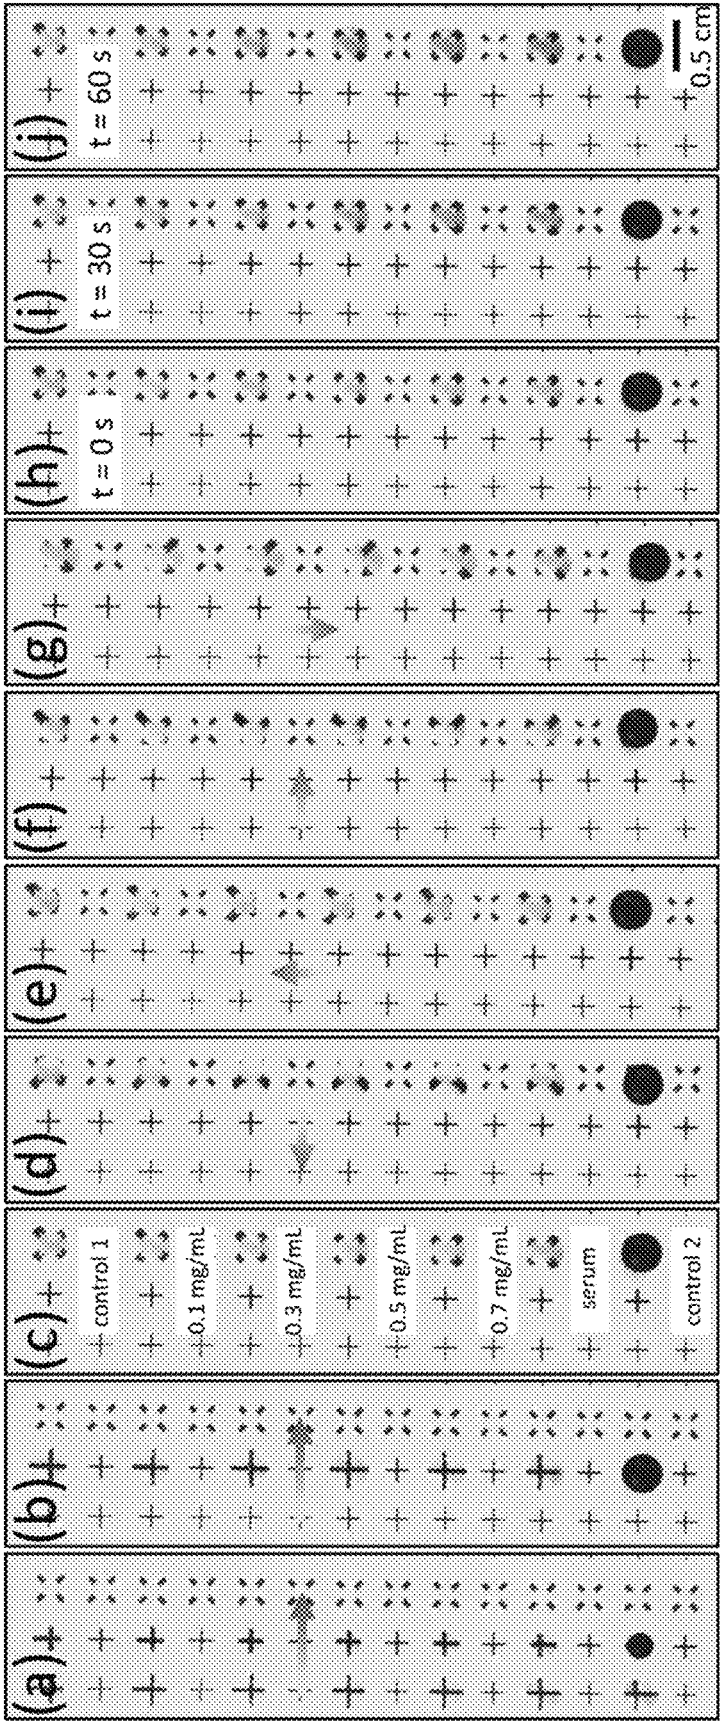 (j)
t = 60 s
0.5 cm
(i)
t = 30 s
(h)
t = 0 s
(g)
(f)
(e)
(d)
(c)
control 1
0.1 mg/mL
0.3 mg/mL
0.5 mg/mL
0.7 mg/mL
serum
control 2
(b)
(a)